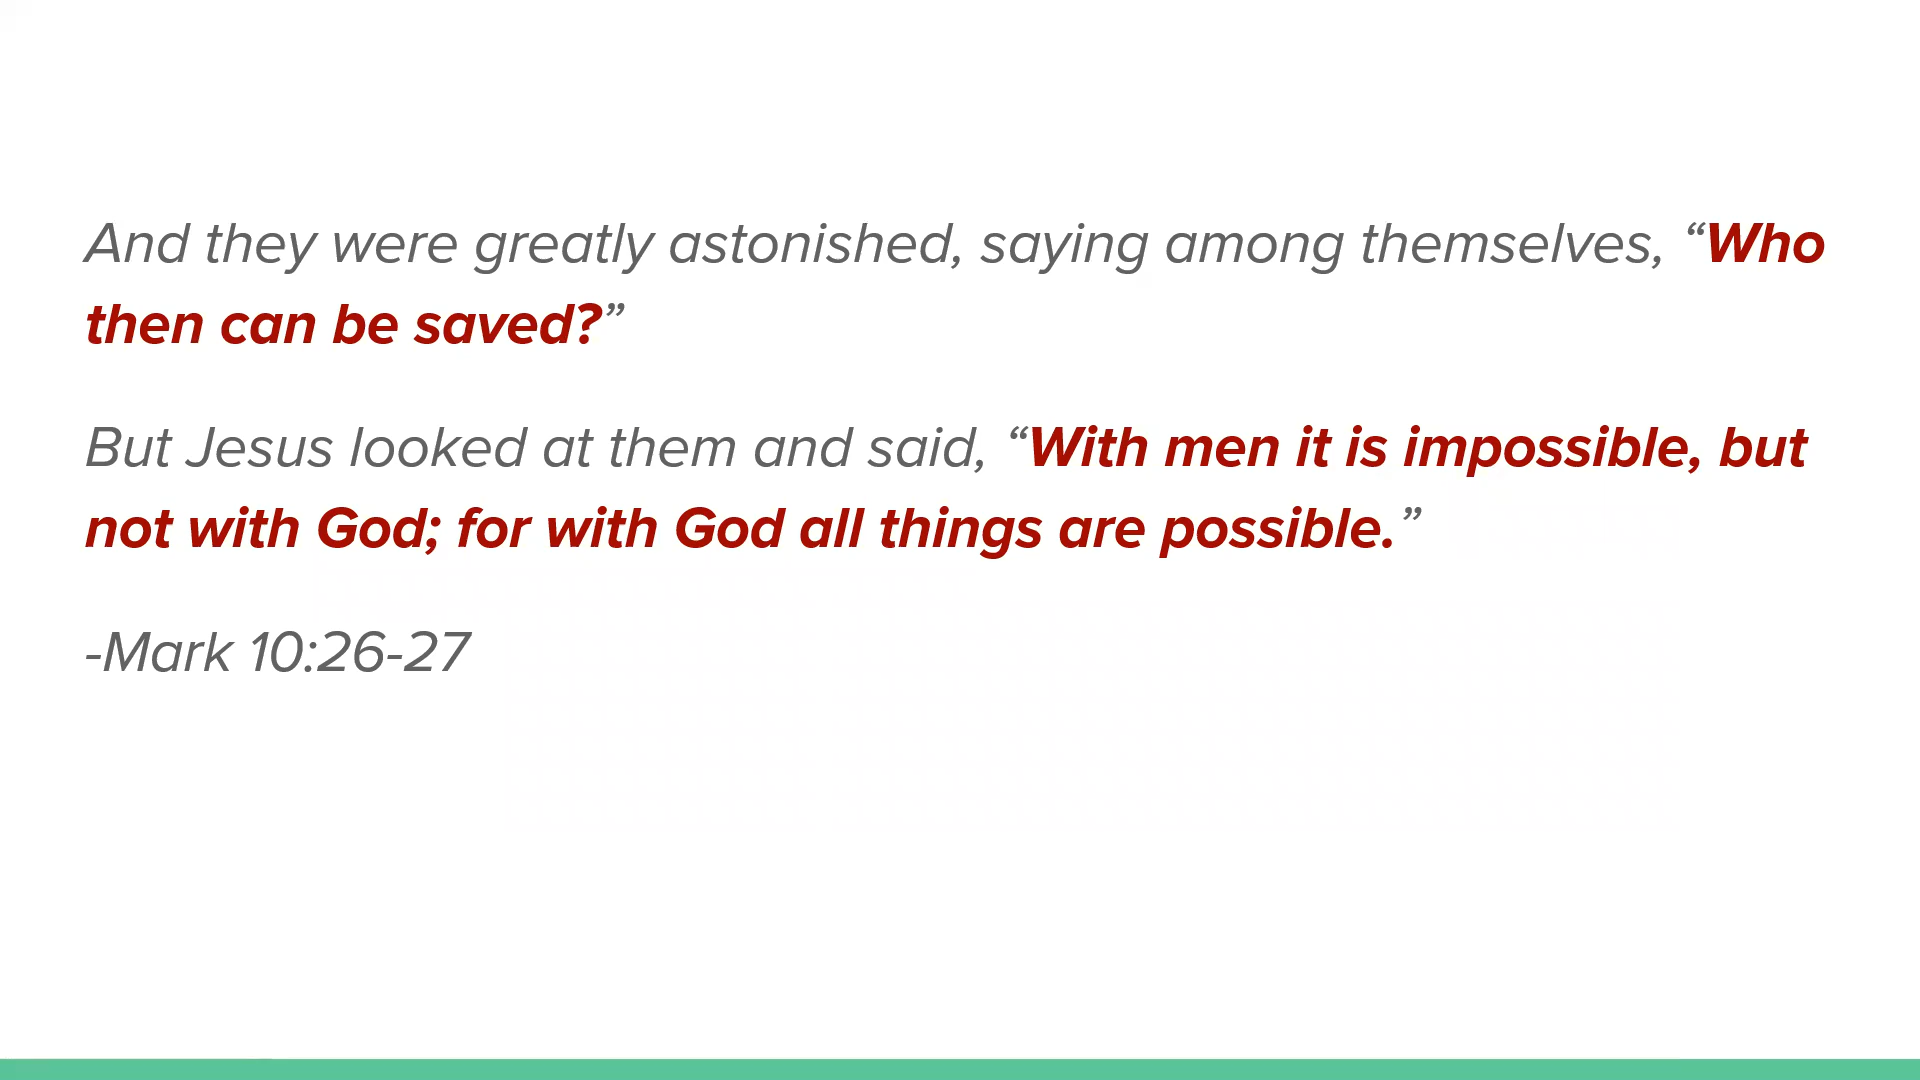 And they were greatly astonished, saying among themselves, “Who
then can be saved?”
But Jesus looked at them and said, “With men it is impossible, but
not with God; for with God all things are possible.”
-Mark 10:26-27